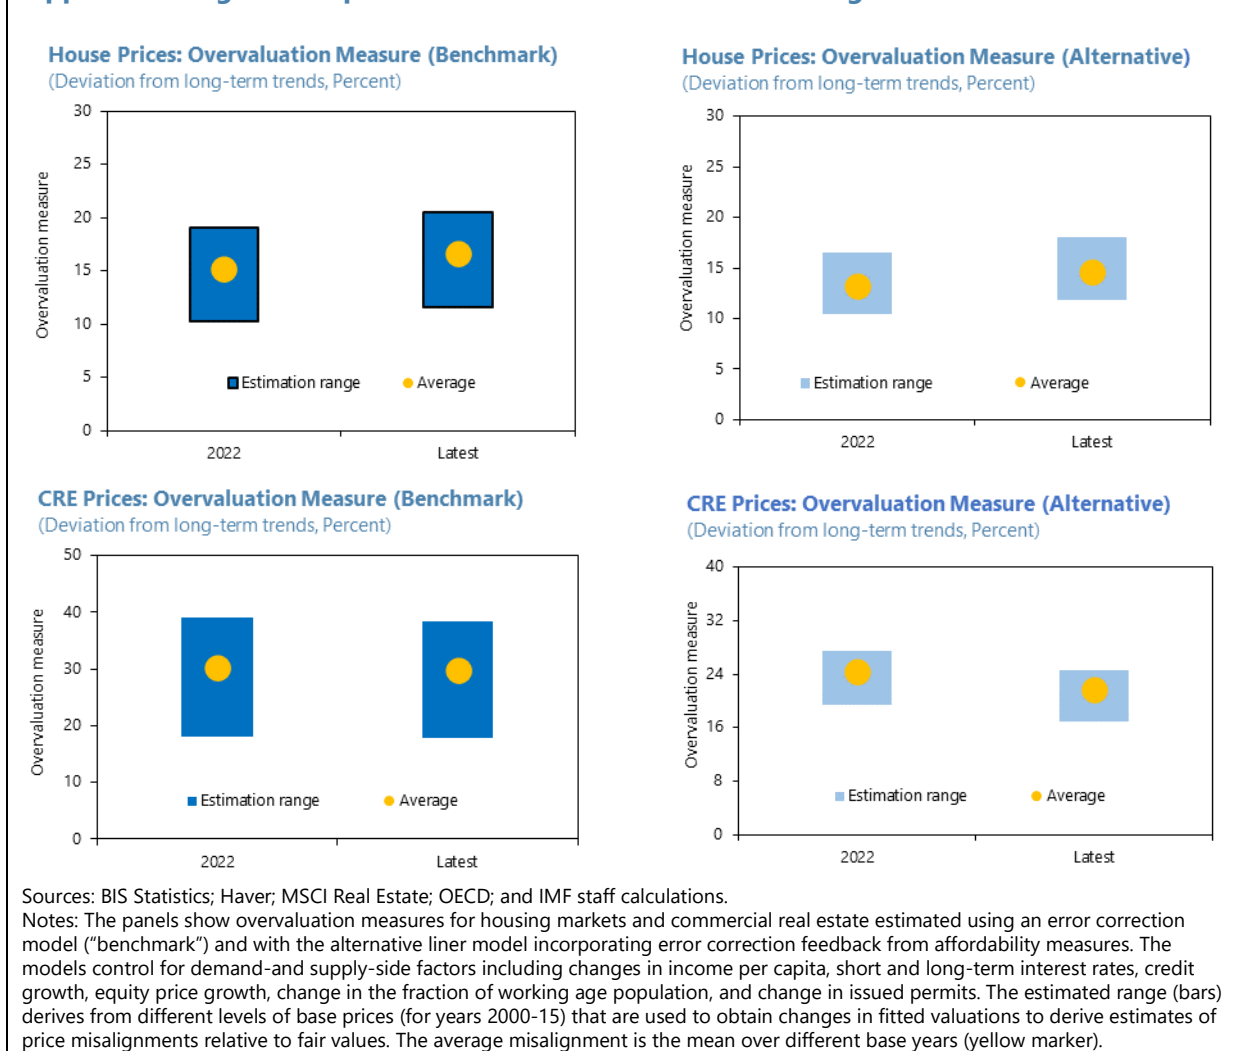 House Prices: Overvaluation Measure (Benchmark)
(Deviation from long-term trends, Percent)
30
25
20
15
10
5
0
Overvaluation measure
Estimation range
Average
2022
Latest
House Prices: Overvaluation Measure (Alternative)
(Deviation from long-term trends, Percent)
30
25
20
15
10
5
0
Overvaluation measure
Estimation range
Average
2022
Latest
CRE Prices: Overvaluation Measure (Benchmark)
(Deviation from long-term trends, Percent)
50
40
30
20
10
0
Overvaluation measure
Estimation range
Average
2022
Latest
CRE Prices: Overvaluation Measure (Alternative)
(Deviation from long-term trends, Percent)
40
32
24
16
8
0
Overvaluation measure
Estimation range
Average
2022
Latest
Sources: BIS Statistics; Haver; MSCI Real Estate; OECD; and IMF staff calculations.
Notes: The panels show overvaluation measures for housing markets and commercial real estate estimated using an error correction
model (“benchmark”) and with the alternative liner model incorporating error correction feedback from affordability measures. The
models control for demand-and supply-side factors including changes in income per capita, short and long-term interest rates, credit
growth, equity price growth, change in the fraction of working age population, and change in issued permits. The estimated range (bars)
derives from different levels of base prices (for years 2000-15) that are used to obtain changes in fitted valuations to derive estimates of
price misalignments relative to fair values. The average misalignment is the mean over different base years (yellow marker).